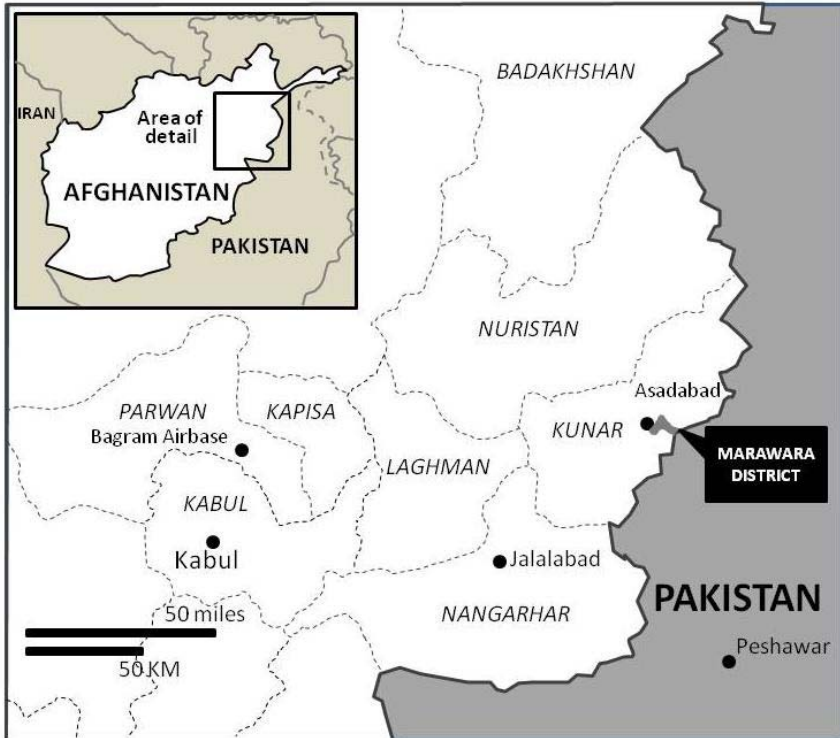 BADAKHSHAN
IRAN
Area of
detail
AFGHANISTAN
PAKISTAN
NURISTAN
Asadabad
PARWAN
KAPISA
KUNAR
Bagram Airbase
MARAWARA
DISTRICT
LAGHMAN
KABUL
Kabul
Jalalabad
PAKISTAN
50 miles
NANGARHAR
Peshawar
50 KM